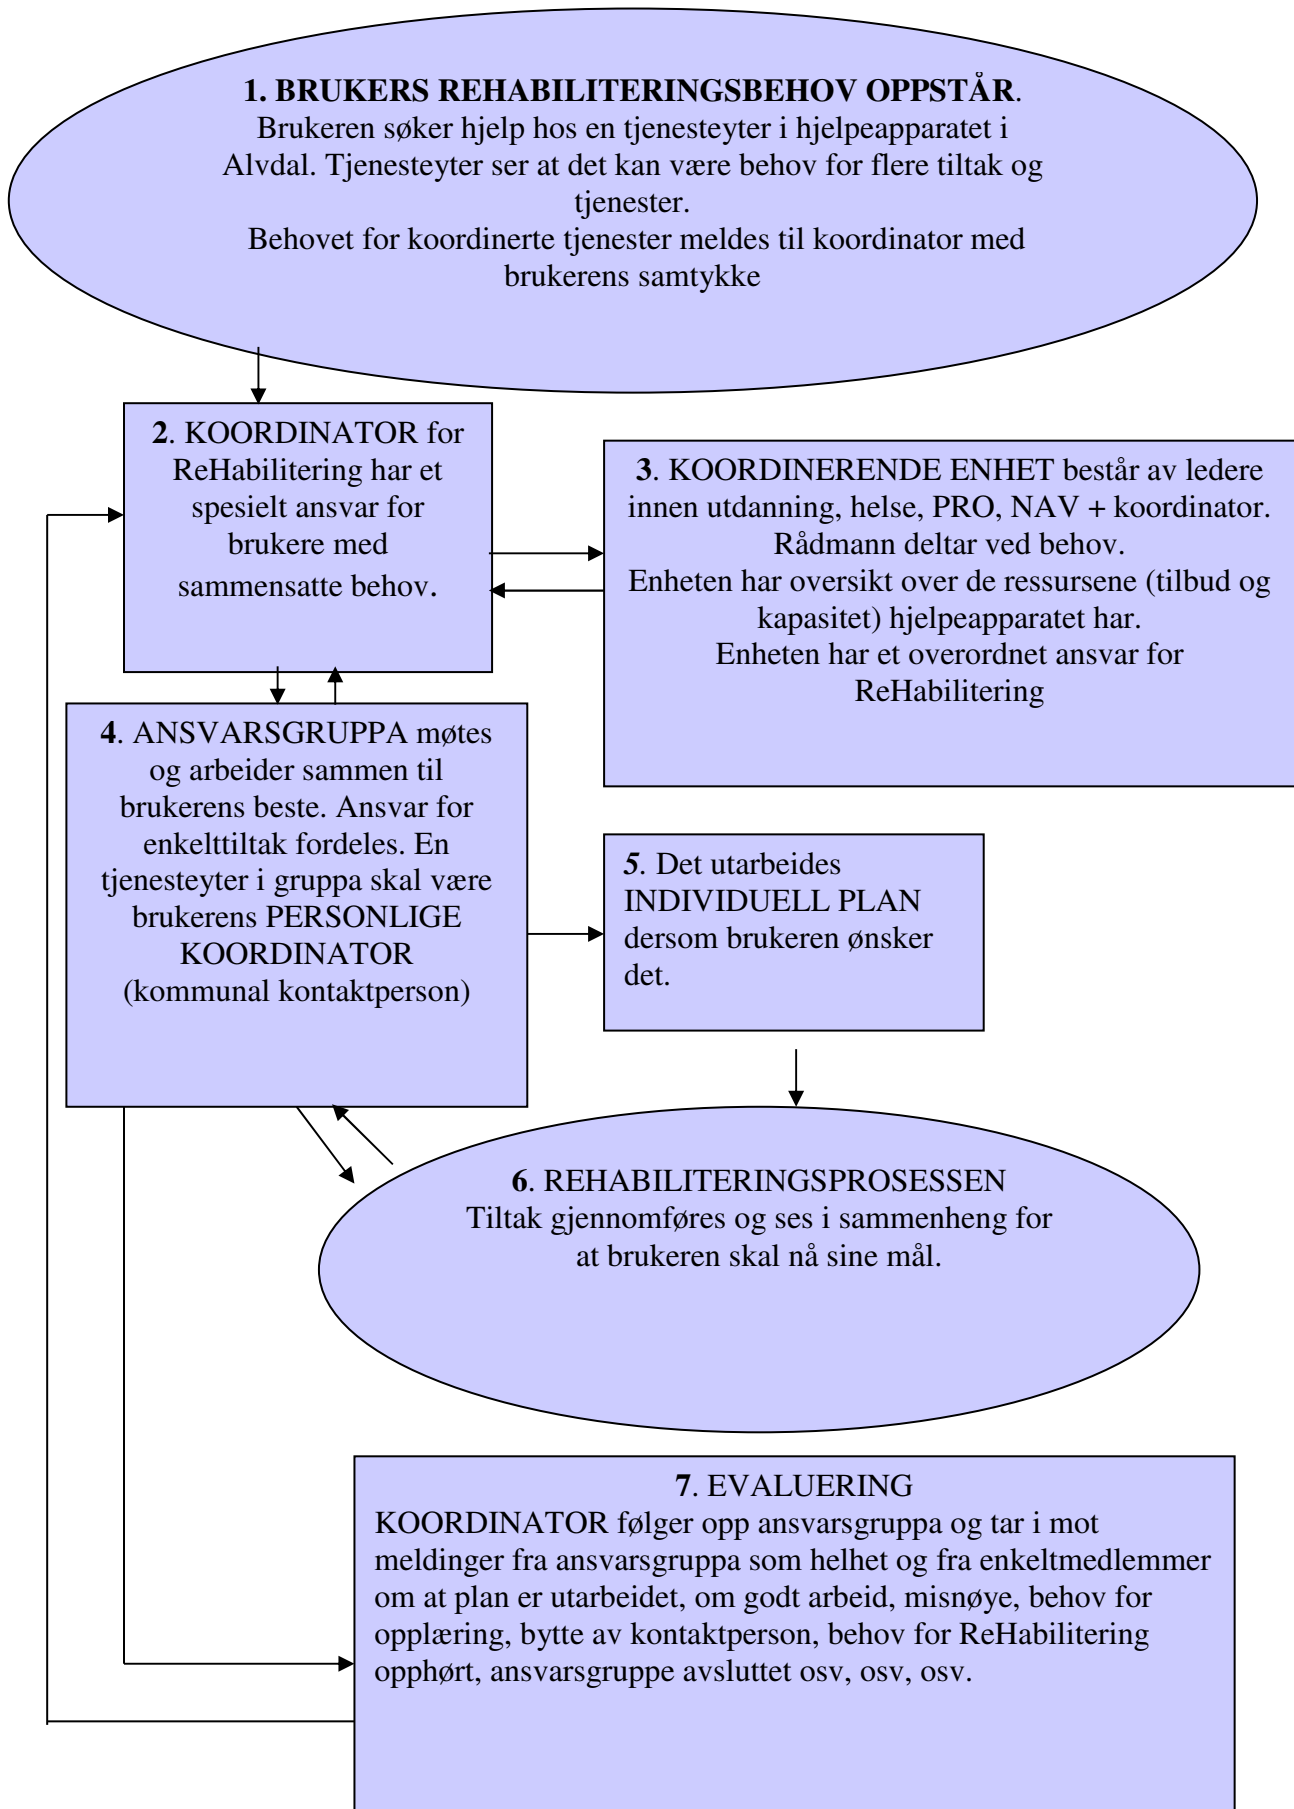 1. BRUKERS REHABILITERINGSBEHOV OPPSTÅR.
Brukeren søker hjelp hos en tjenesteyter i hjelpeapparatet i
Alvdal. Tjenesteyter ser at det kan være behov for flere tiltak og
tjenester.
Behovet for koordinerte tjenester meldes til koordinator med
brukerens samtykke
2. KOORDINATOR for
ReHabilitering har et
spesielt ansvar for
brukere med
sammensatte behov.
3. KOORDINERENDE ENHET består av ledere
innen utdanning, helse, PRO, NAV + koordinator.
Rådmann deltar ved behov.
Enheten har oversikt over de ressursene (tilbud og
kapasitet) hjelpeapparatet har.
Enheten har et overordnet ansvar for
ReHabilitering
4. ANSVARSGRUPPA møtes
og arbeider sammen til
brukerens beste. Ansvar for
enkelttiltak fordeles. En
tjenesteyter i gruppa skal være
brukerens PERSONLIGE
KOORDINATOR
(kommunal kontaktperson)
5. Det utarbeides
INDIVIDUELL PLAN
dersom brukeren ønsker
det.
6. REHABILITERINGSPROSESSEN
Tiltak gjennomføres og ses i sammenheng for
at brukeren skal nå sine mål.
7. EVALUERING
KOORDINATOR følger opp ansvarsgruppa og tar i mot
meldinger fra ansvarsgruppa som helhet og fra enkeltmedlemmer
om at plan er utarbeidet, om godt arbeid, misnøye, behov for
opplæring, bytte av kontaktperson, behov for ReHabilitering
opphørt, ansvarsgruppe avsluttet osv, osv, osv.